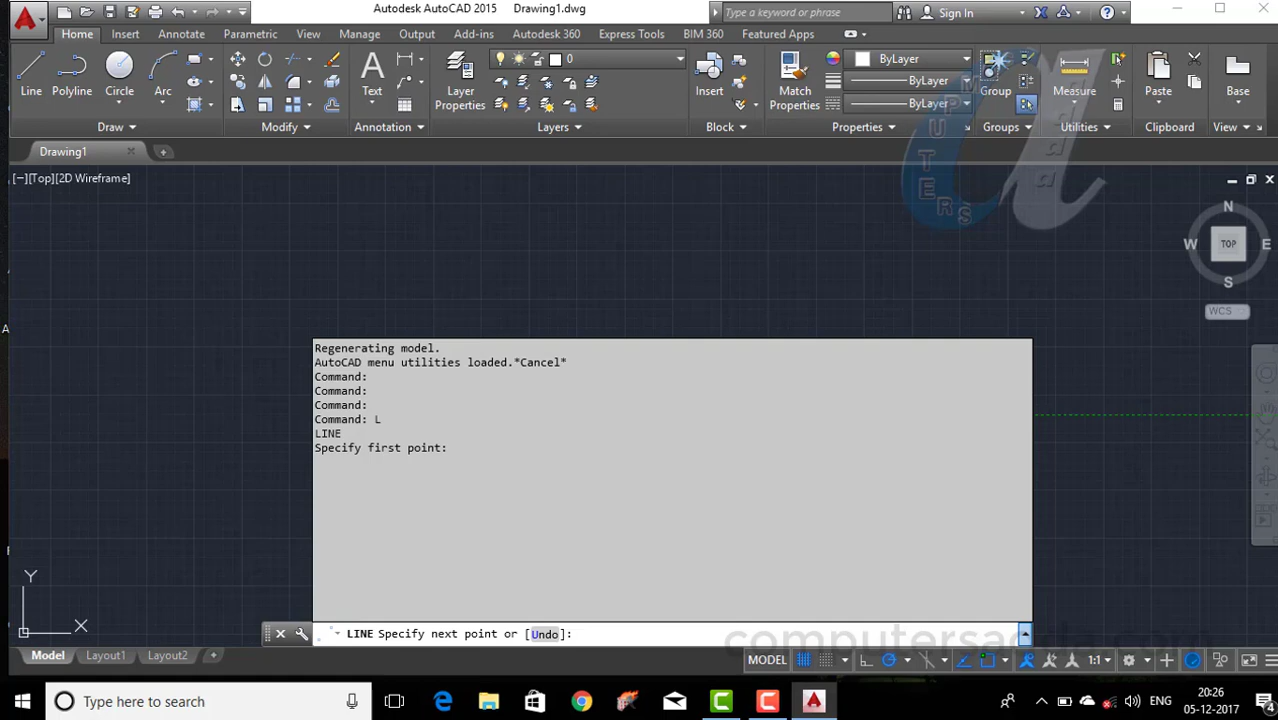 Autodesk AutoCAD 2015 Drawing1.dwg
Type a keyword or phrase
Sign In
Home Insert Annotate Parametric View Manage Output Add-ins Autodesk 360 Express Tools BIM 360 Featured Apps
Line Polyline Circle Arc
Text
Layer Properties
0
Insert
Match Properties
ByLayer
ByLayer
ByLayer
Group
Measure
Paste
Base
Draw Modify Annotation Layers Block Properties Groups Utilities Clipboard View
Drawing1
[−][Top][2D Wireframe]
PUTERS
adda
N
W TOP E
S
WCS
Regenerating model.
AutoCAD menu utilities loaded.*Cancel*
Command:
Command:
Command:
Command: L
LINE
Specify first point:
Y
X
LINE Specify next point or [Undo]:
Model Layout1 Layout2
MODEL
1:1
Type here to search
ENG
20:26
05-12-2017
4